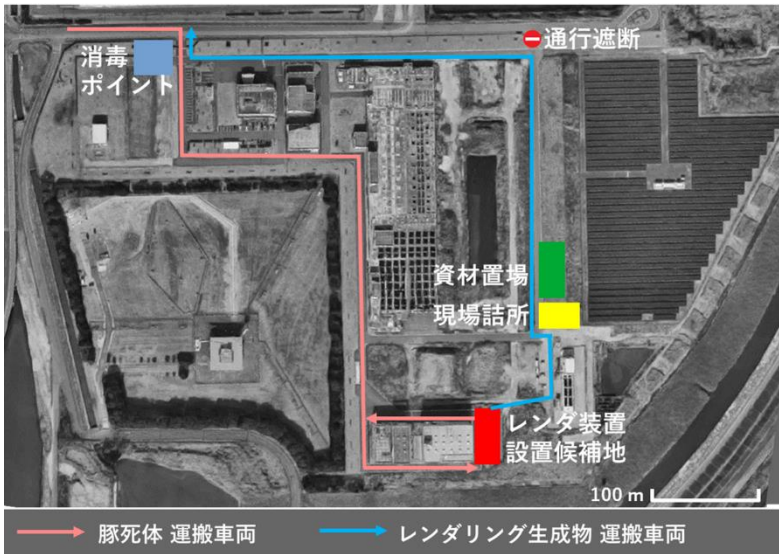 消毒
ポイント
通行遮断
資材置場
現場詰所
レンダ装置
設置候補地
100 m
豚死体 運搬車両
レンダリング生成物 運搬車両